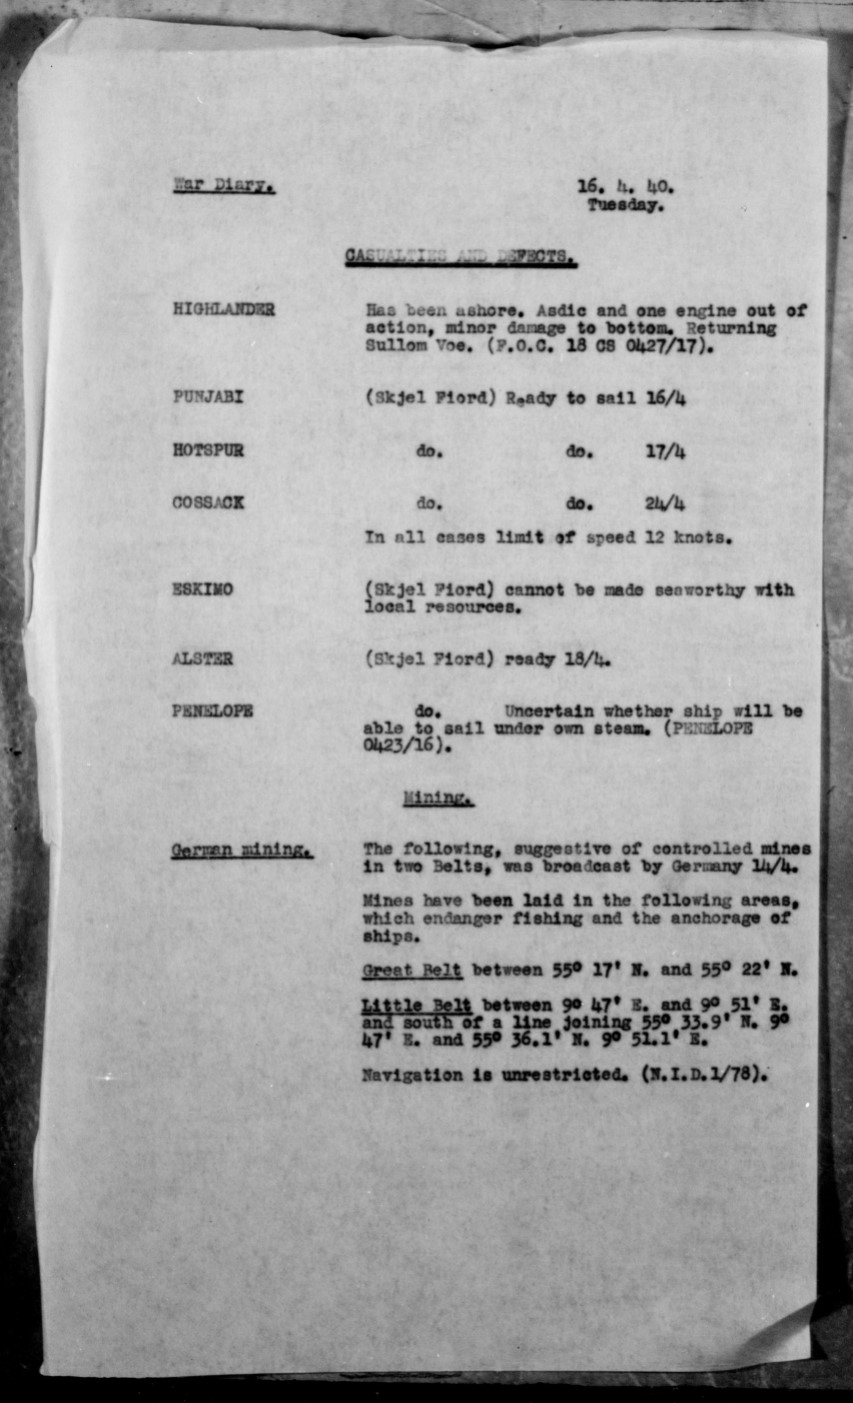 War Diary. 16. 4. 40.
Tuesday.
CASUALTIES AND DEFECTS.
HIGHLANDER Has been ashore. Asdic and one engine out of
action, minor damage to bottom. Returning
Sullom Voe. (F.O.C. 18 CS 0427/17).
PUNJABI (Skjel Fiord) Ready to sail 16/4
HOTSPUR do. do. 17/4
COSSACK do. do. 24/4
In all cases limit of speed 12 knots.
ESKIMO (Skjel Fiord) cannot be made seaworthy with
local resources.
ALSTER (Skjel Fiord) ready 18/4.
PENELOPE do. Uncertain whether ship will be
able to sail under own steam. (PENELOPE
0423/16).
Mining.
German mining. The following, suggestive of controlled mines
in two Belts, was broadcast by Germany 14/4.
Mines have been laid in the following areas,
which endanger fishing and the anchorage of
ships.
Great Belt between 55° 17' N. and 55° 22' N.
Little Belt between 9° 47' E. and 9° 51' E.
and south of a line joining 55° 33.9' N. 9°
47' E. and 55° 36.1' N. 9° 51.1' E.
Navigation is unrestricted. (N.I.D.1/78).